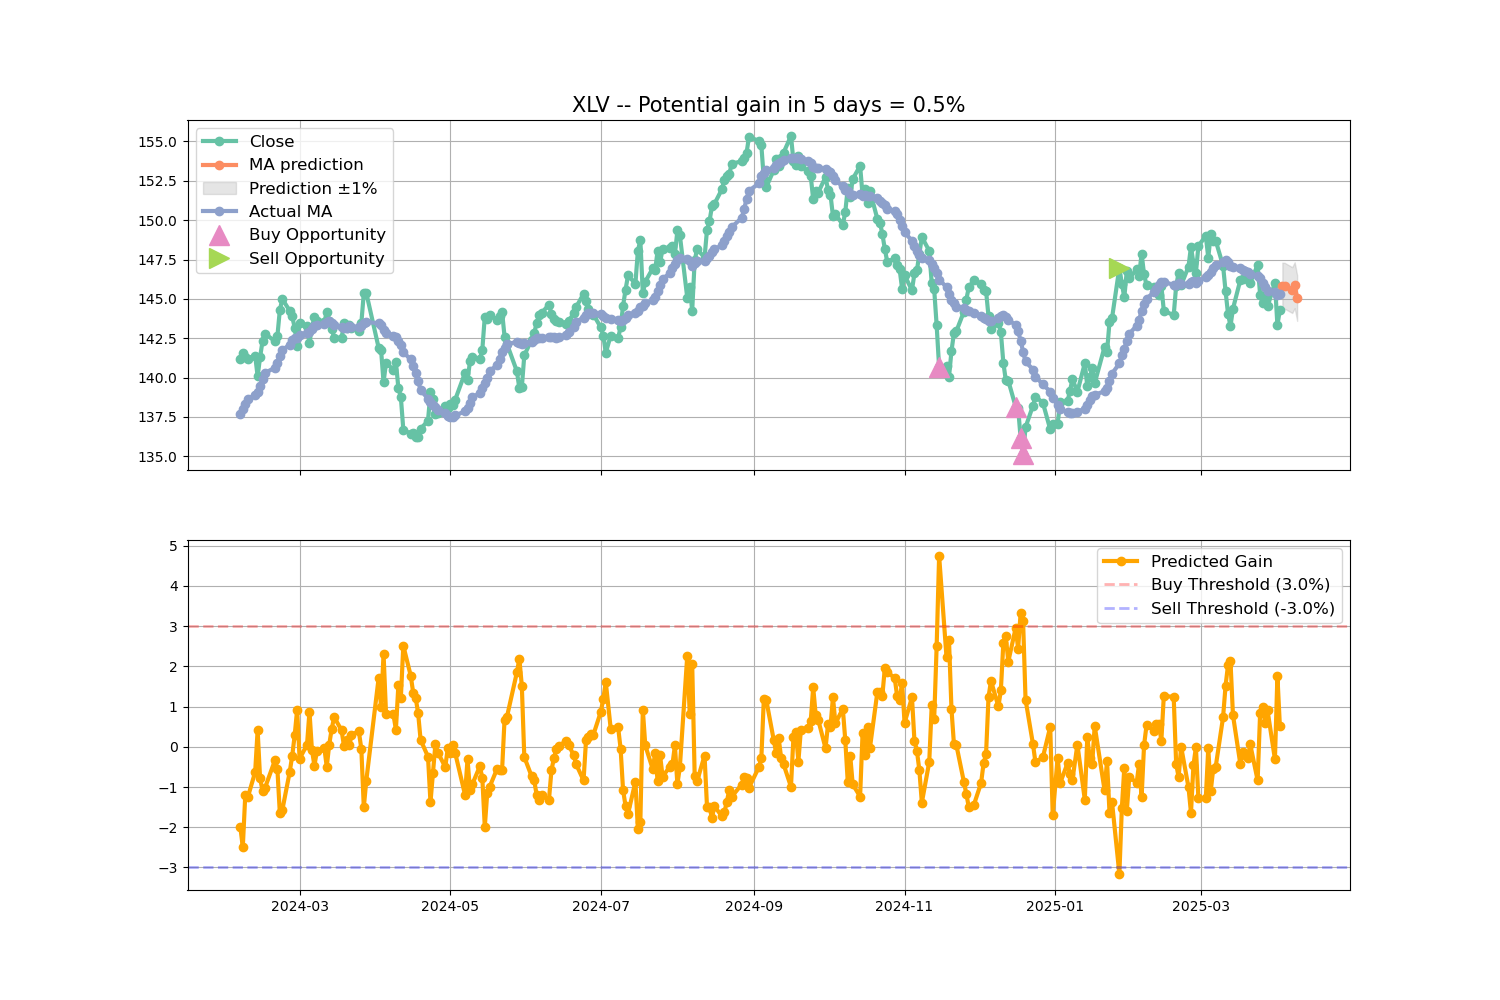 XLV -- Potential gain in 5 days = 0.5%
155.0
152.5
150.0
147.5
145.0
142.5
140.0
137.5
135.0
Close
MA prediction
Prediction ±1%
Actual MA
Buy Opportunity
Sell Opportunity
5
4
3
2
1
0
−1
−2
−3
Predicted Gain
Buy Threshold (3.0%)
Sell Threshold (-3.0%)
2024-03
2024-05
2024-07
2024-09
2024-11
2025-01
2025-03